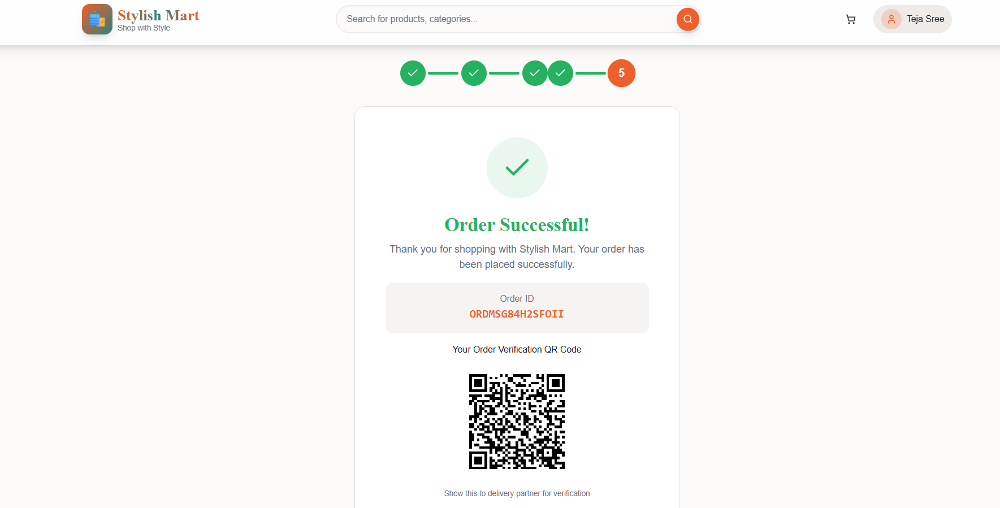 Stylish Mart
Shop with Style
Search for products, categories...
Teja Sree
5
Order Successful!
Thank you for shopping with Stylish Mart. Your order has
been placed successfully.
Order ID
ORDMSG84H2SFOII
Your Order Verification QR Code
Show this to delivery partner for verification